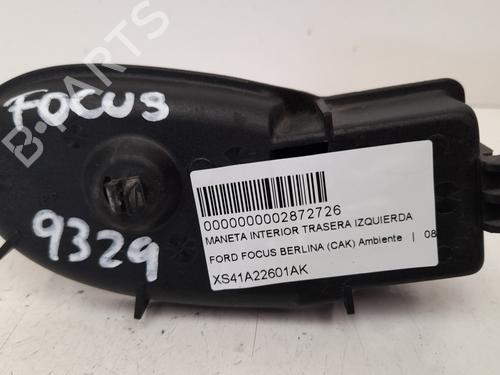 B-PARTS
FOCUS
9329
0000000002872726
MANETA INTERIOR TRASERA IZQUIERDA
FORD FOCUS BERLINA (CAK) Ambiente | 08
XS41A22601AK